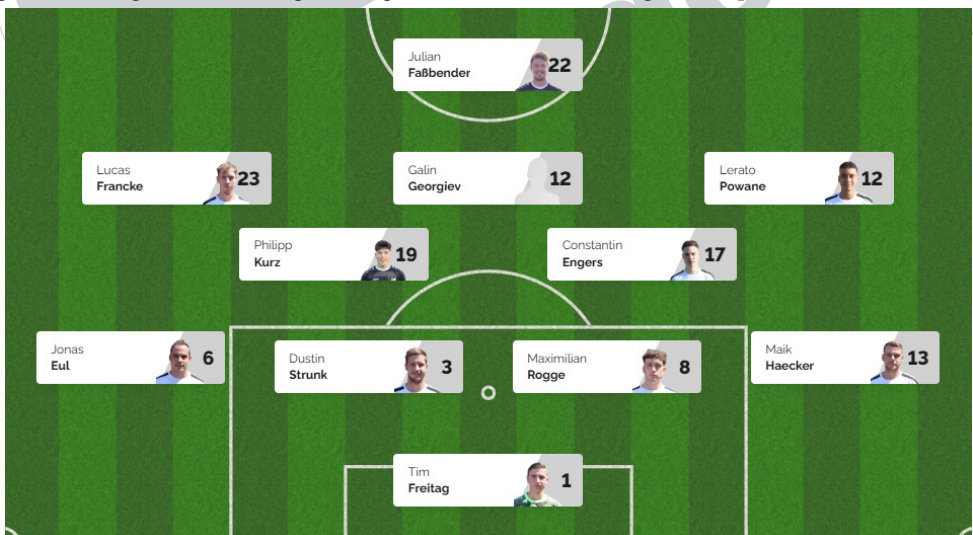 Julian
Faßbender
22
Lucas
Francke
23
Galin
Georgiev
12
Lerato
Powane
12
Philipp
Kurz
19
Constantin
Engers
17
Jonas
Eul
6
Dustin
Strunk
3
Maximilian
Rogge
8
Maik
Haecker
13
Tim
Freitag
1